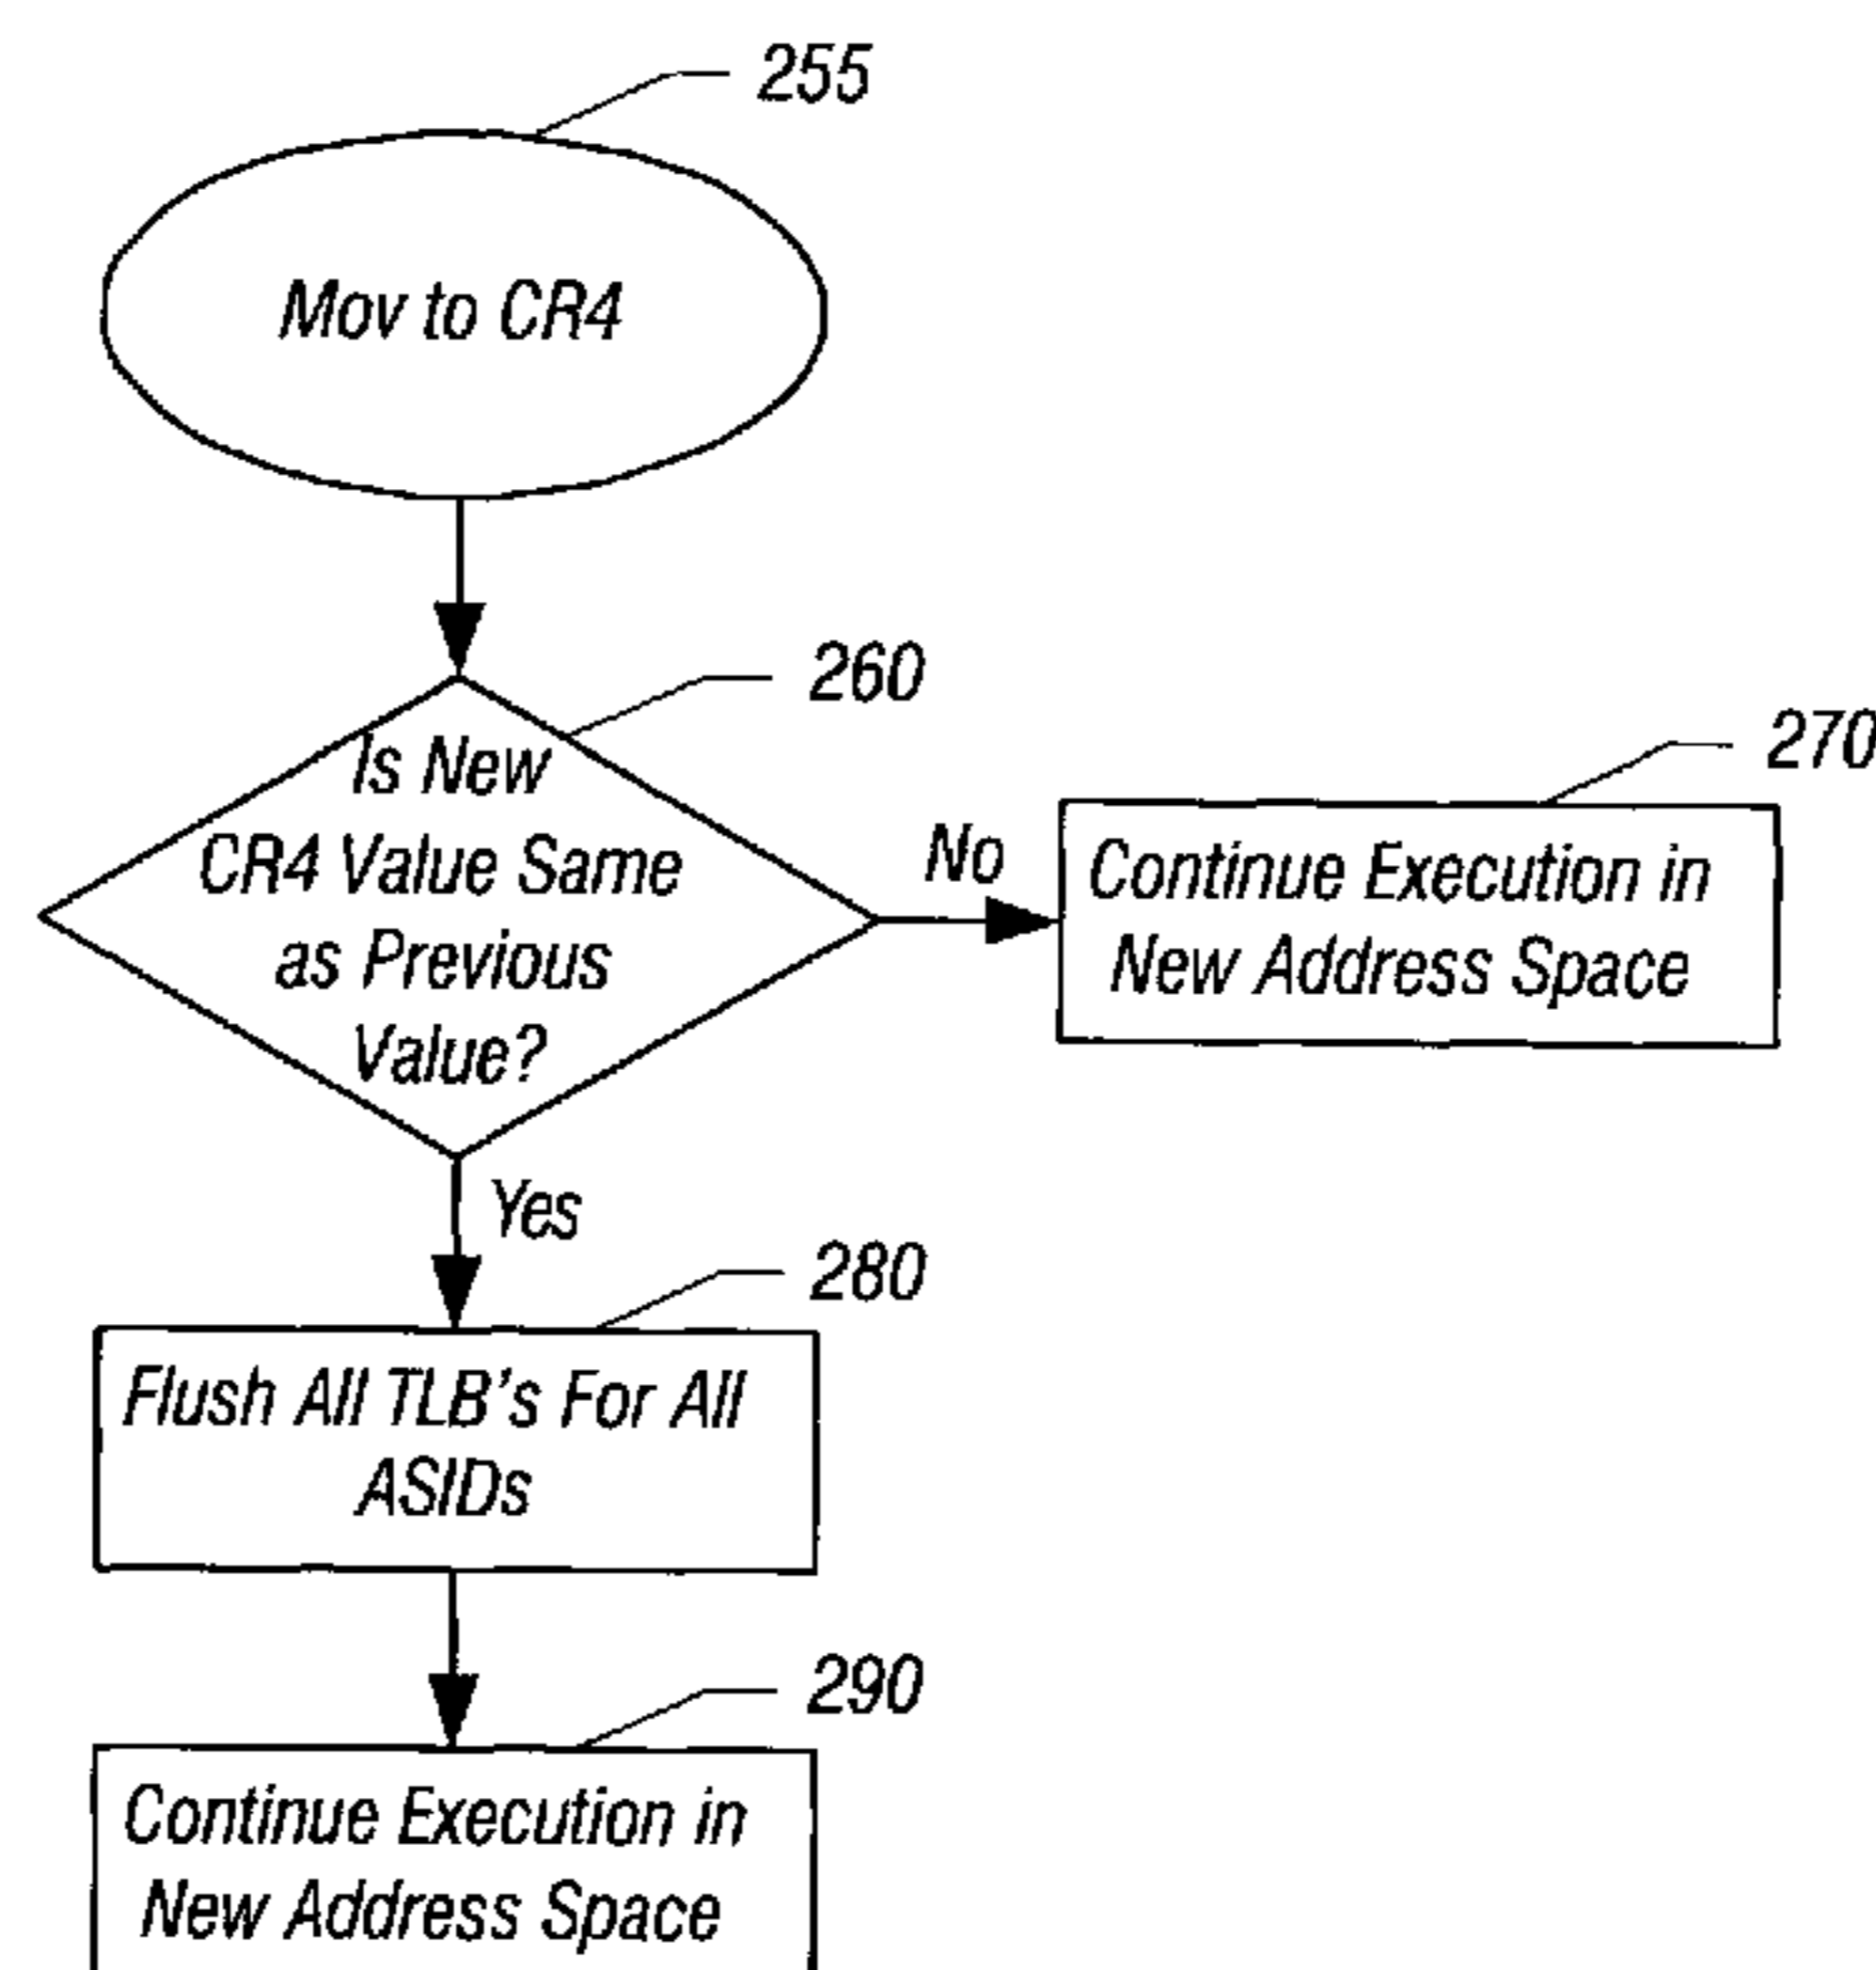 255
Mov to CR4
260
Is New
CR4 Value Same
as Previous
Value?
No
270
Continue Execution in
New Address Space
Yes
280
Flush All TLB's For All
ASIDs
290
Continue Execution in
New Address Space